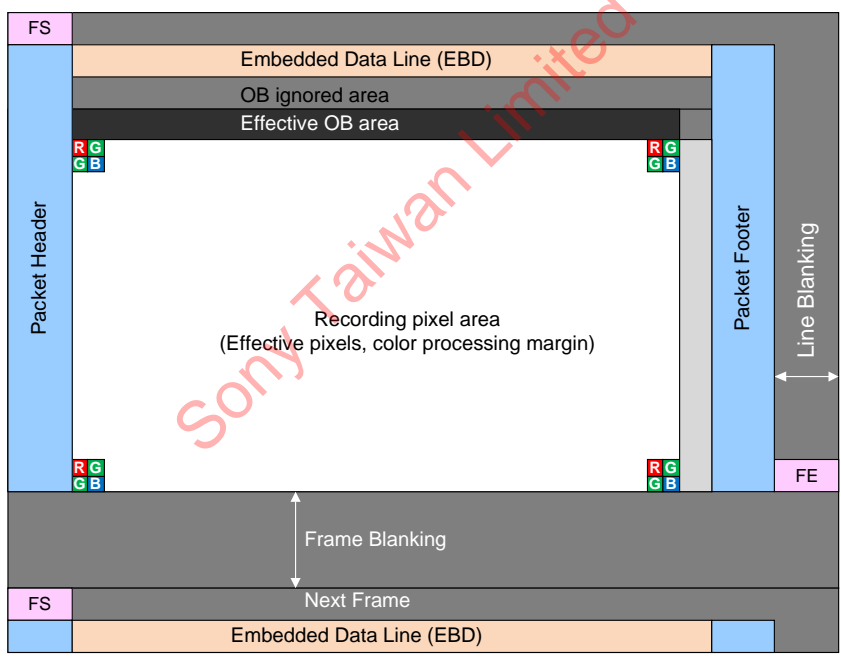 FS
Embedded Data Line (EBD)
OB ignored area
Effective OB area
R G
G B
R G
G B
Packet Header
Recording pixel area
(Effective pixels, color processing margin)
Packet Footer
Line Blanking
Sony Taiwan Limited
R G
G B
R G
G B
FE
Frame Blanking
FS
Next Frame
Embedded Data Line (EBD)